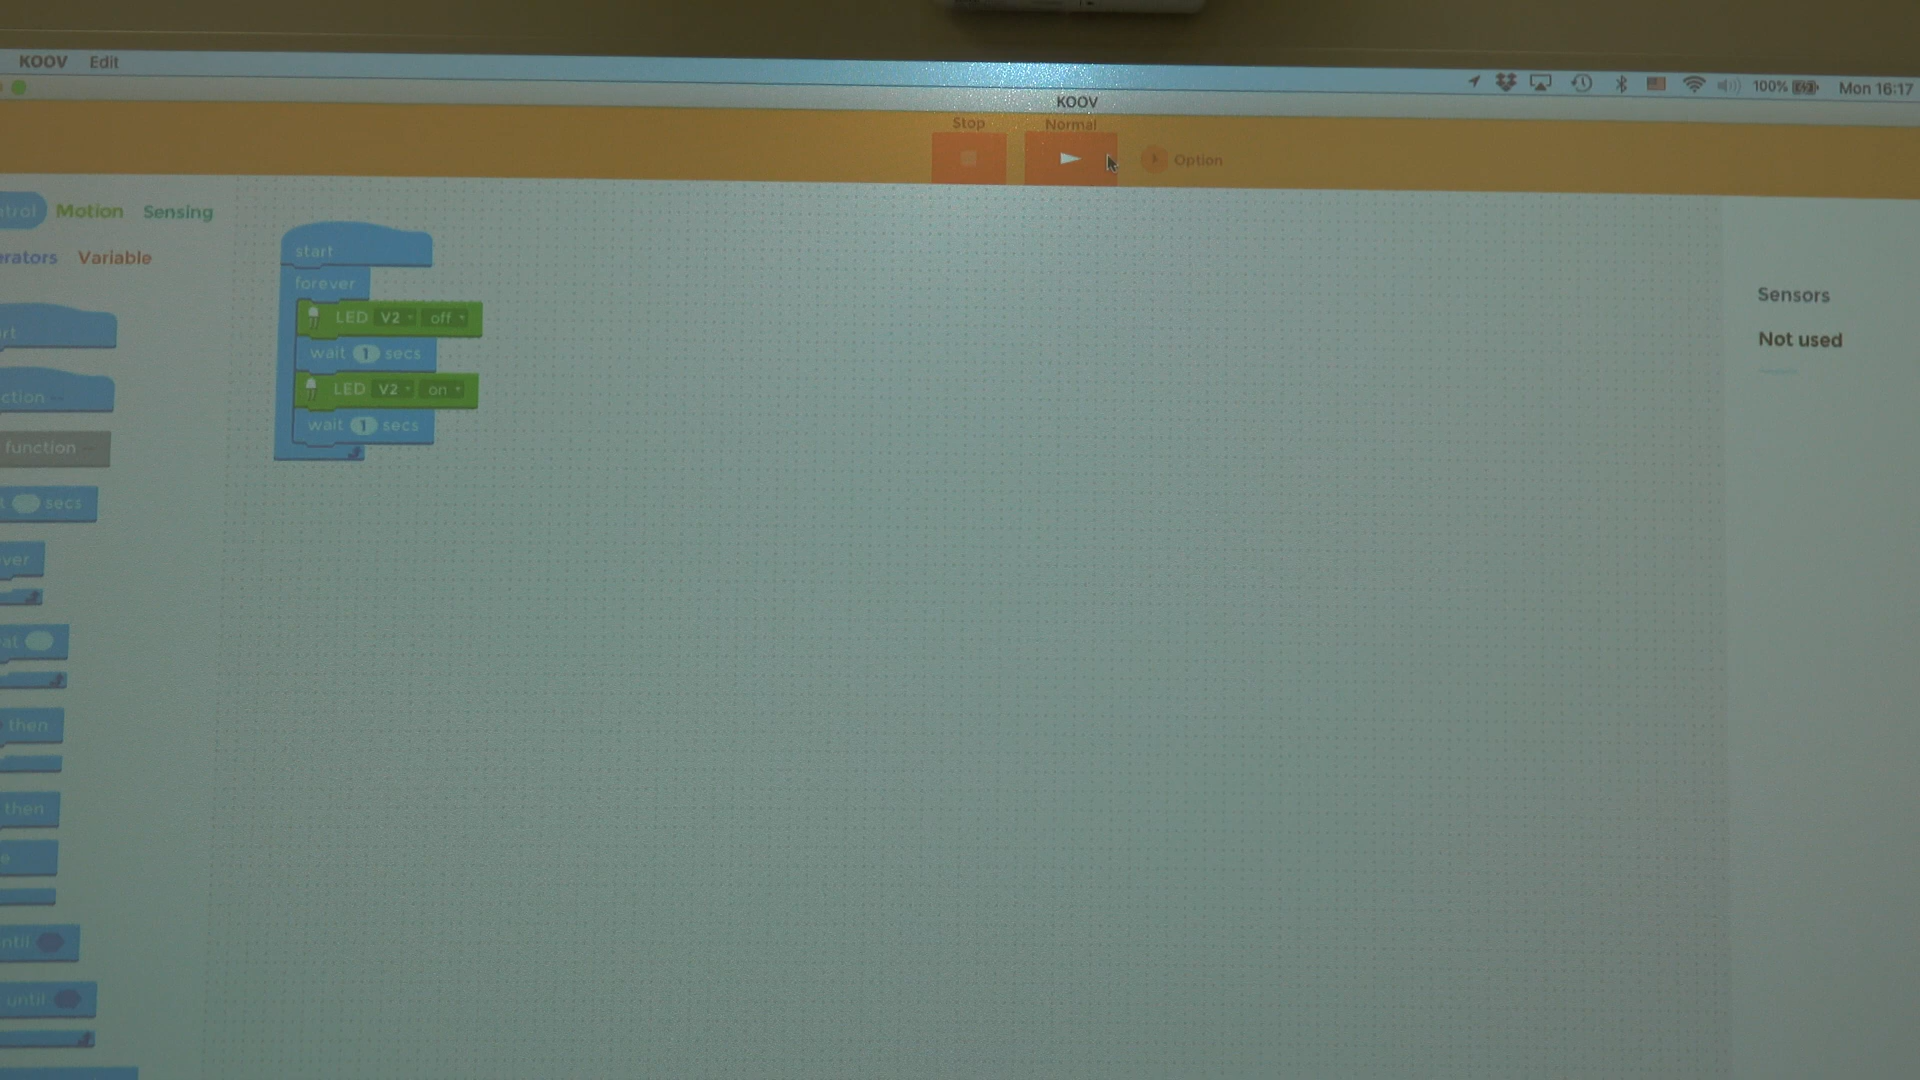 KOOV Edit
100% Mon 16:17
KOOV
Stop Normal
Option
Motion Sensing
Variable
start
forever
LED V2 off
wait 1 secs
LED V2 on
wait 1 secs
function
secs
then
then
until
Sensors
Not used